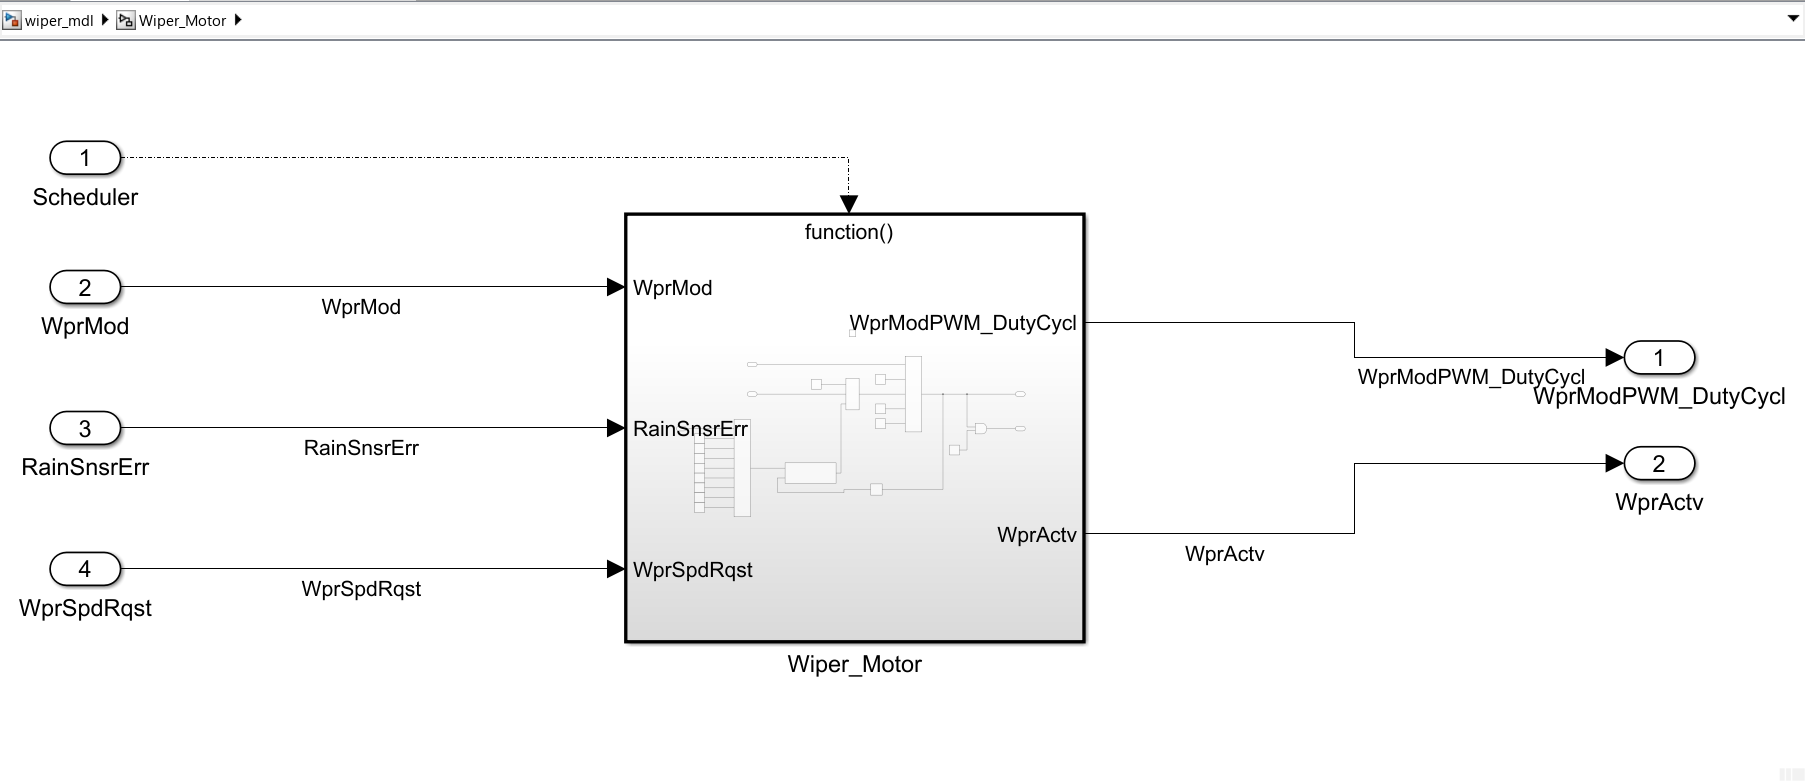 wiper_mdl Wiper_Motor
1
Scheduler
function()
2
WprMod
WprMod
WprMod
WprModPWM_DutyCycl
WprModPWM_DutyCycl
1
WprModPWM_DutyCycl
3
RainSnsrErr
RainSnsrErr
RainSnsrErr
WprActv
WprActv
2
WprActv
4
WprSpdRqst
WprSpdRqst
WprSpdRqst
Wiper_Motor